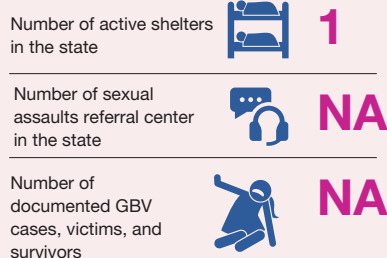 Number of active shelters
in the state
1
Number of sexual
assaults referral center
in the state
NA
Number of
documented GBV
cases, victims, and
survivors
NA